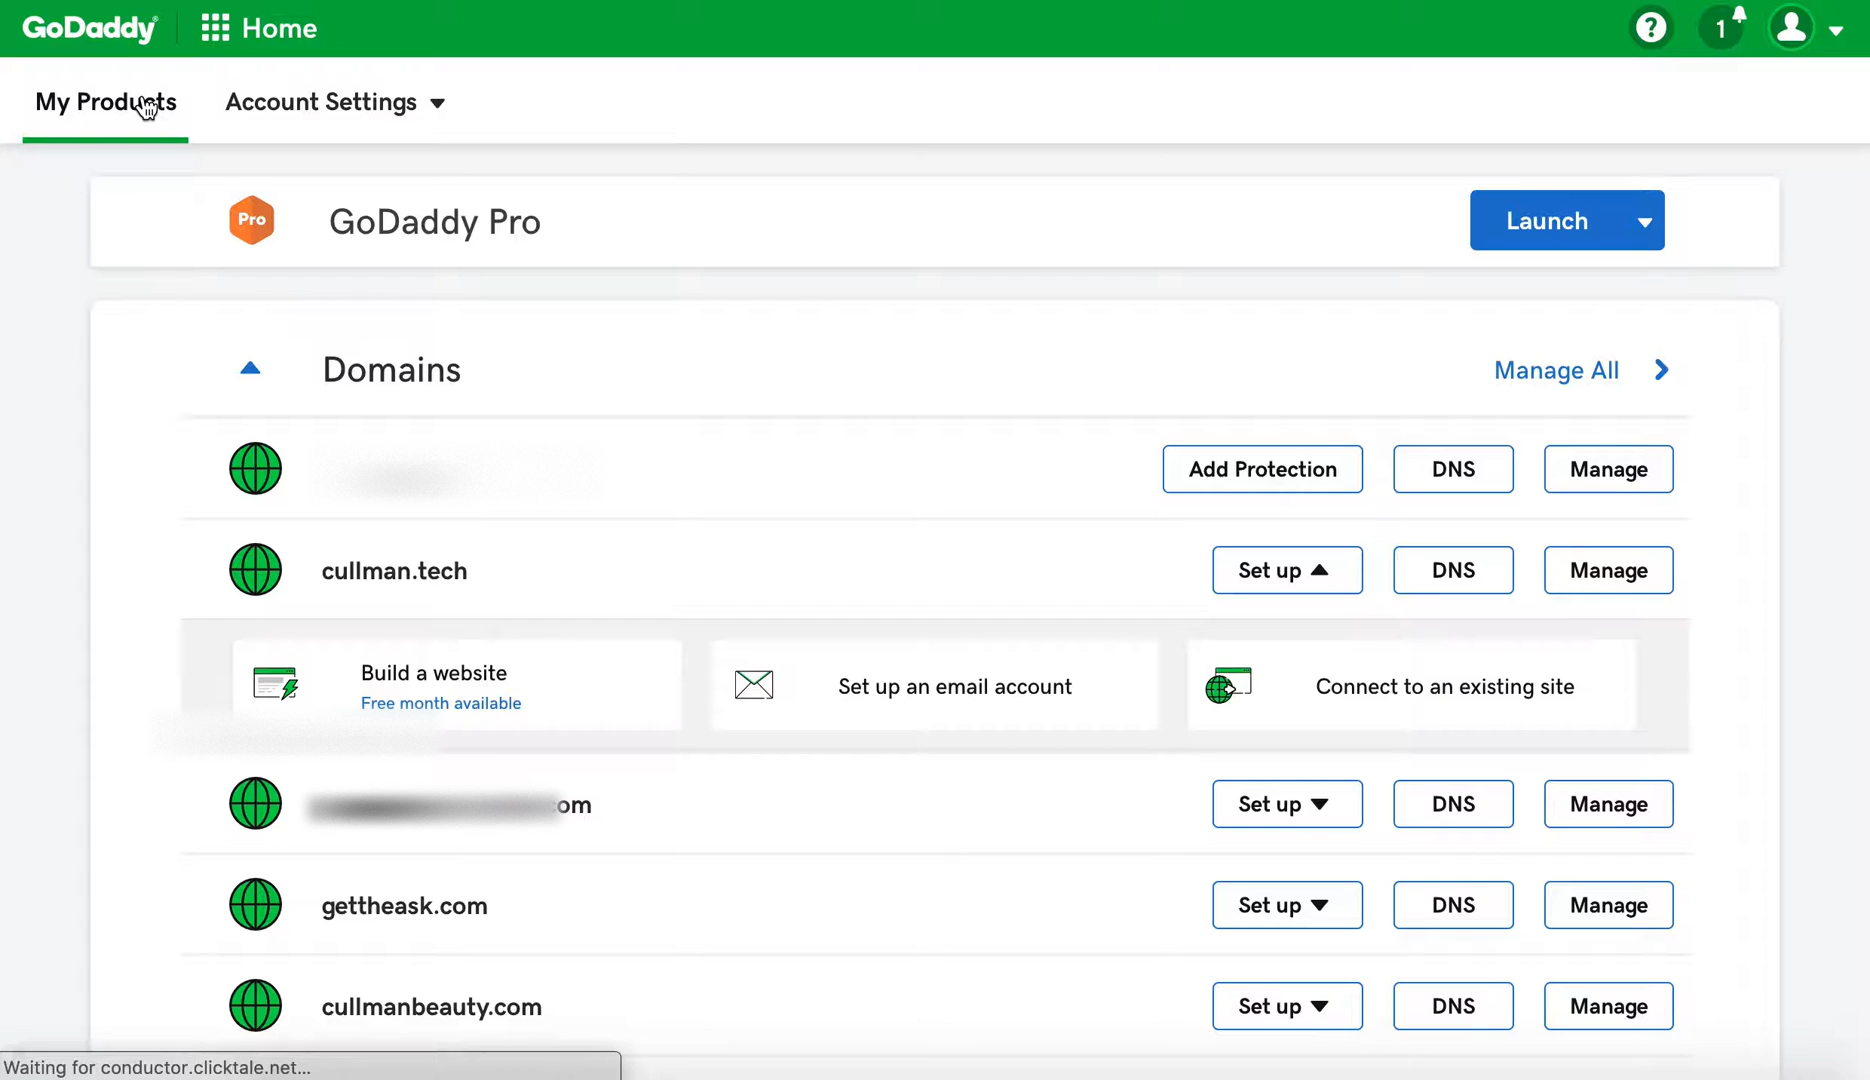 GoDaddy Home 1
My Products Account Settings
Pro GoDaddy Pro Launch
Domains Manage All
Add Protection DNS Manage
cullman.tech Set up DNS Manage
Build a website
Free month available
Set up an email account
Connect to an existing site
om Set up DNS Manage
gettheask.com Set up DNS Manage
cullmanbeauty.com Set up DNS Manage
Waiting for conductor.clicktale.net...